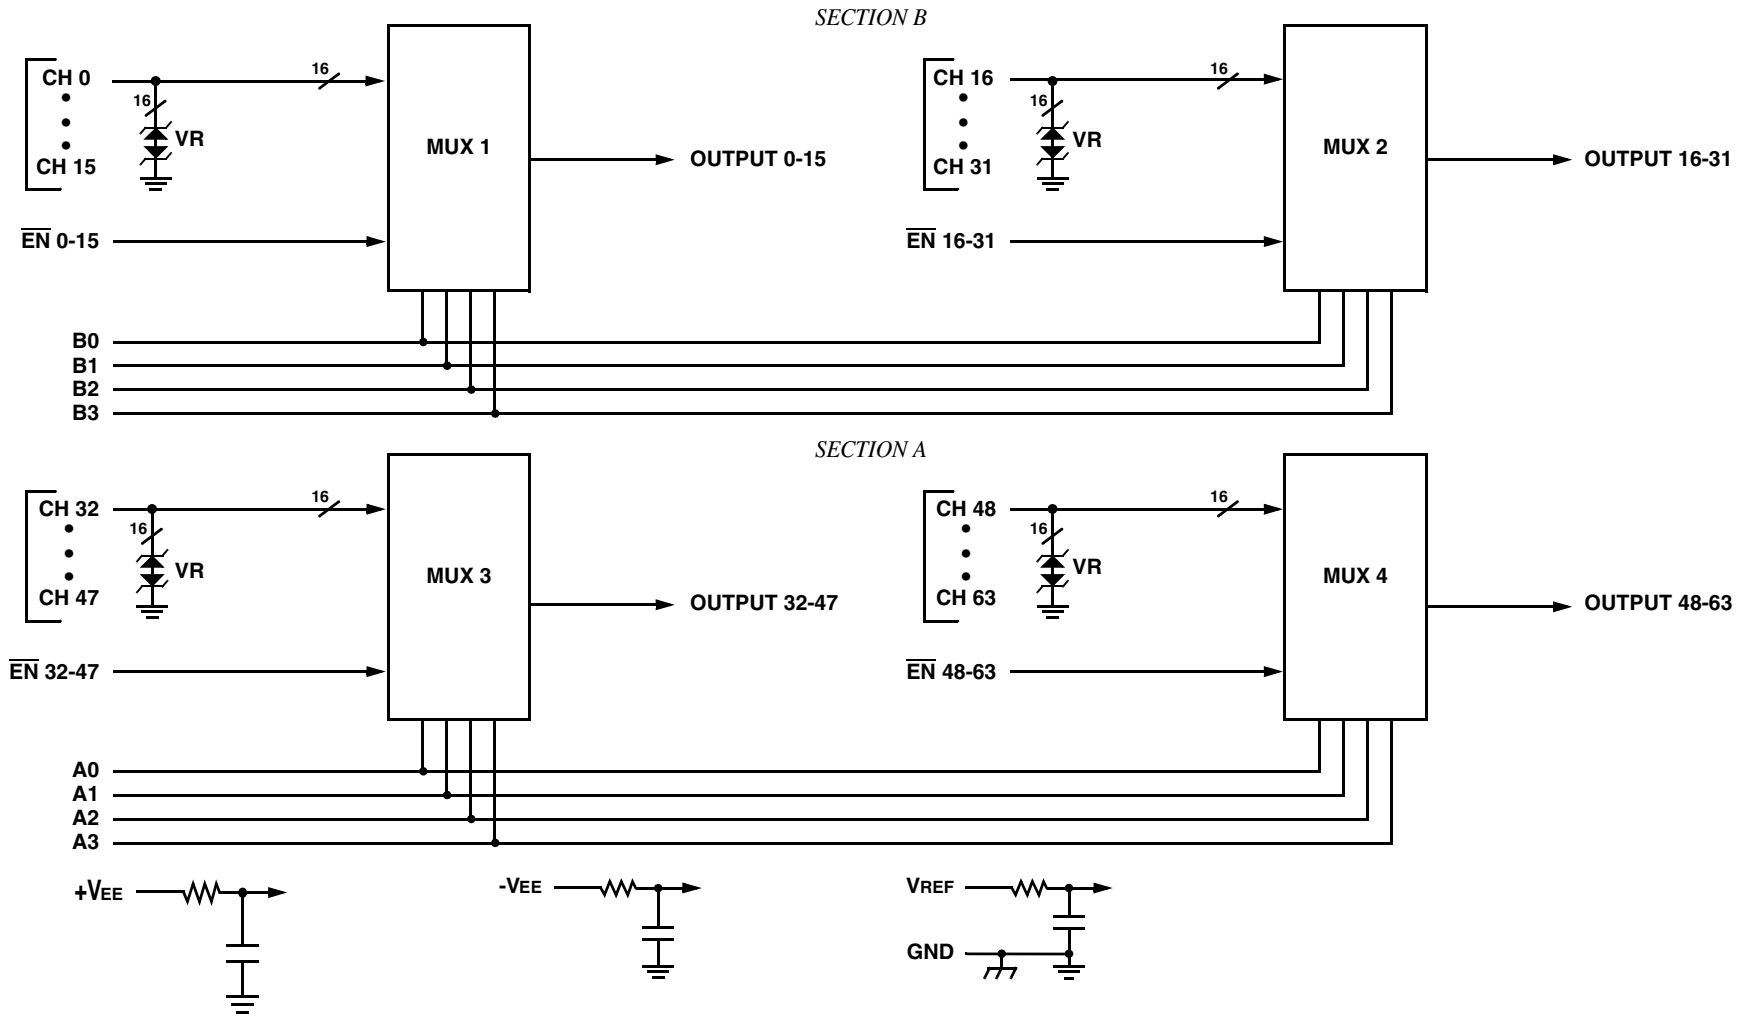 SECTION B
CH 0
16
16
VR
CH 15
MUX 1
OUTPUT 0-15
EN 0-15
CH 16
16
16
VR
CH 31
MUX 2
OUTPUT 16-31
EN 16-31
B0
B1
B2
B3
SECTION A
CH 32
16
16
VR
CH 47
MUX 3
OUTPUT 32-47
EN 32-47
CH 48
16
16
VR
CH 63
MUX 4
OUTPUT 48-63
EN 48-63
A0
A1
A2
A3
+VEE
-VEE
VREF
GND